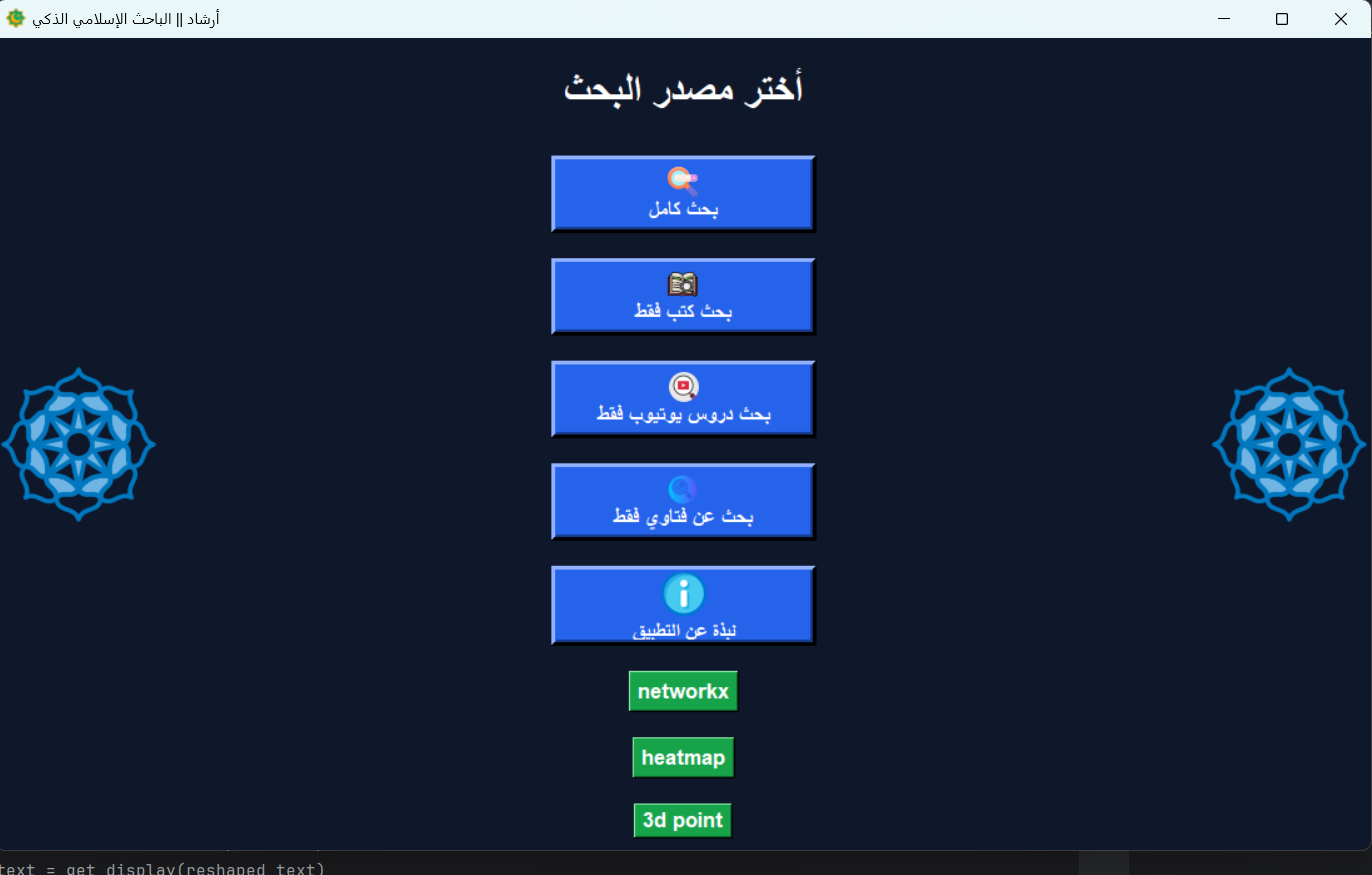 أرشاد || الباحث الإسلامي الذكي
أختر مصدر البحث
بحث كامل
بحث كتب فقط
بحث دروس يوتيوب فقط
بحث عن فتاوي فقط
نبذة عن التطبيق
networkx
heatmap
3d point
text = get_display(reshaped_text)